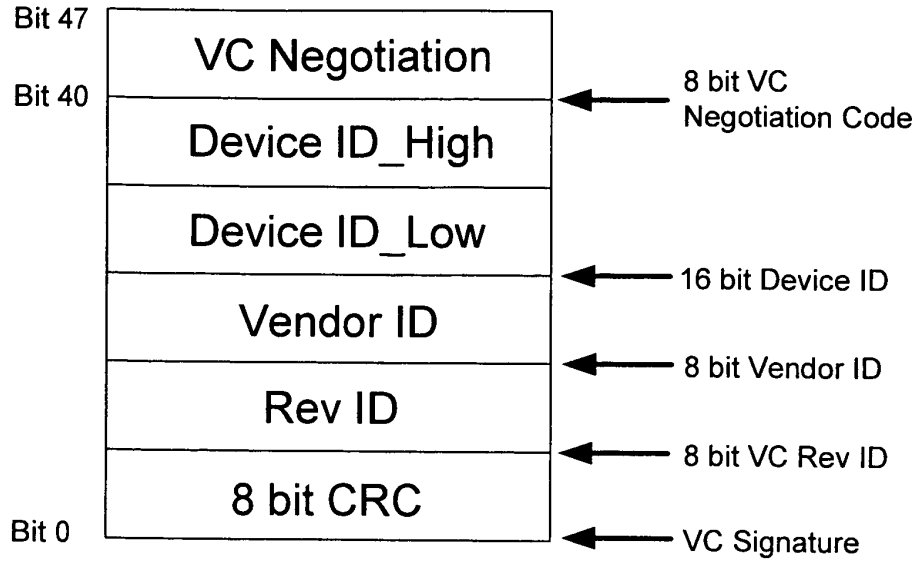 Bit 47
VC Negotiation
Bit 40
8 bit VC
Negotiation Code
Device ID_High
Device ID_Low
16 bit Device ID
Vendor ID
8 bit Vendor ID
Rev ID
8 bit VC Rev ID
8 bit CRC
Bit 0
VC Signature